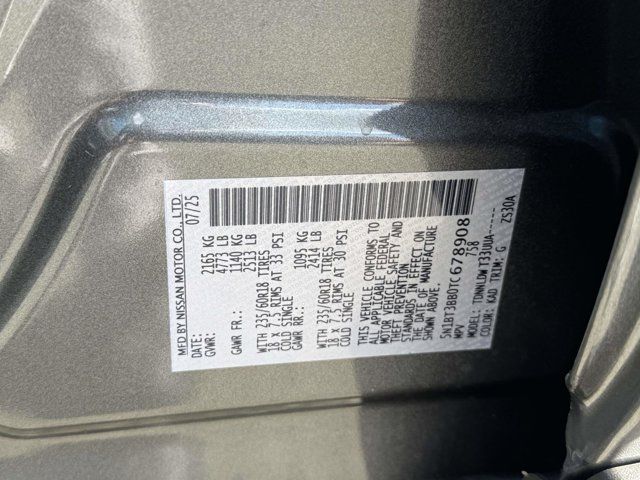 MFD BY NISSAN MOTOR CO., LTD.
DATE: 07/25
GVWR: 2165 KG
4773 LB
GAWR FR.: 1140 KG
2513 LB
WITH 235/60R18 TIRES
18 X 7.5 RIMS AT 33 PSI
COLD SINGLE
GAWR RR.: 1095 KG
2414 LB
WITH 235/60R18 TIRES
18 X 7.5 RIMS AT 30 PSI
COLD SINGLE
THIS VEHICLE CONFORMS TO
ALL APPLICABLE FEDERAL
MOTOR VEHICLE SAFETY AND
THEFT PREVENTION
STANDARDS IN EFFECT ON
THE DATE OF MANUFACTURE
SHOWN ABOVE.
5N1BT3BB0TC678908
MPV 758
MODEL: TDNNLDW T33UUA------
COLOR: KAD TRIM: G ZS30A